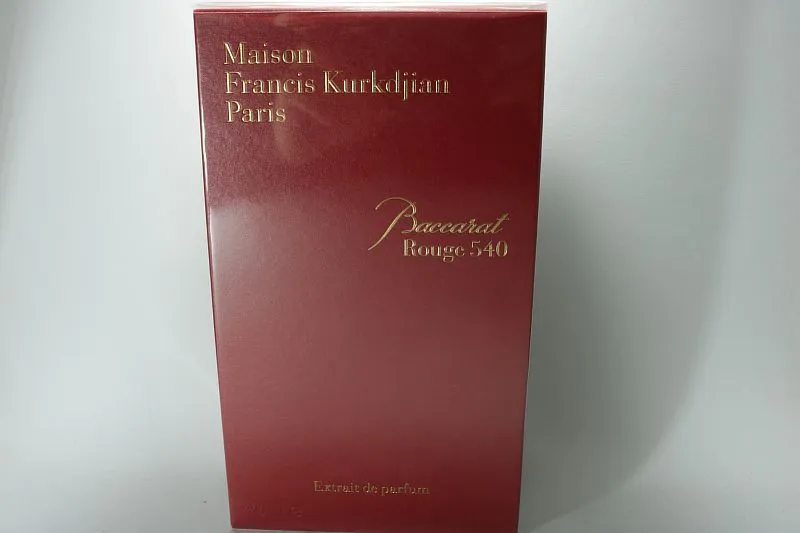 Maison
Francis Kurkdjian
Paris
Baccarat
Rouge 540
Extrait de parfum